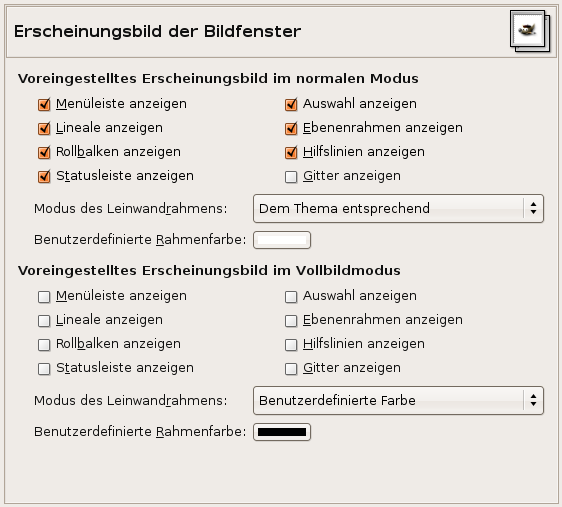 Erscheinungsbild der Bildfenster
Voreingestelltes Erscheinungsbild im normalen Modus
Menüleiste anzeigen Auswahl anzeigen
Lineale anzeigen Ebenenrahmen anzeigen
Rollbalken anzeigen Hilfslinien anzeigen
Statusleiste anzeigen Gitter anzeigen
Modus des Leinwandrahmens: Dem Thema entsprechend
Benutzerdefinierte Rahmenfarbe:
Voreingestelltes Erscheinungsbild im Vollbildmodus
Menüleiste anzeigen Auswahl anzeigen
Lineale anzeigen Ebenenrahmen anzeigen
Rollbalken anzeigen Hilfslinien anzeigen
Statusleiste anzeigen Gitter anzeigen
Modus des Leinwandrahmens: Benutzerdefinierte Farbe
Benutzerdefinierte Rahmenfarbe: